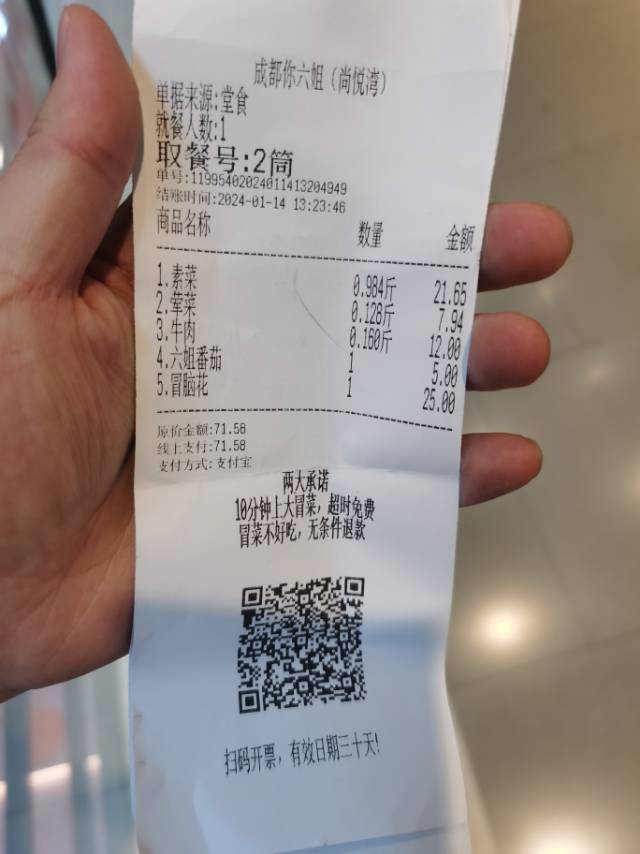 成都你六姐（尚悦湾）
单据来源:堂食
就餐人数:1
取餐号:2筒
单号:11995402024011413204949
结账时间:2024-01-14 13:23:46
商品名称 数量 金额
1.素菜 0.984斤 21.65
2.荤菜 0.128斤 7.94
3.牛肉 0.160斤 12.00
4.六姐番茄 1 5.00
5.冒脑花 1 25.00
原价金额:71.58
线上支付:71.58
支付方式:支付宝
两大承诺
10分钟上大冒菜，超时免费
冒菜不好吃，无条件退款
扫码开票，有效日期三十天!